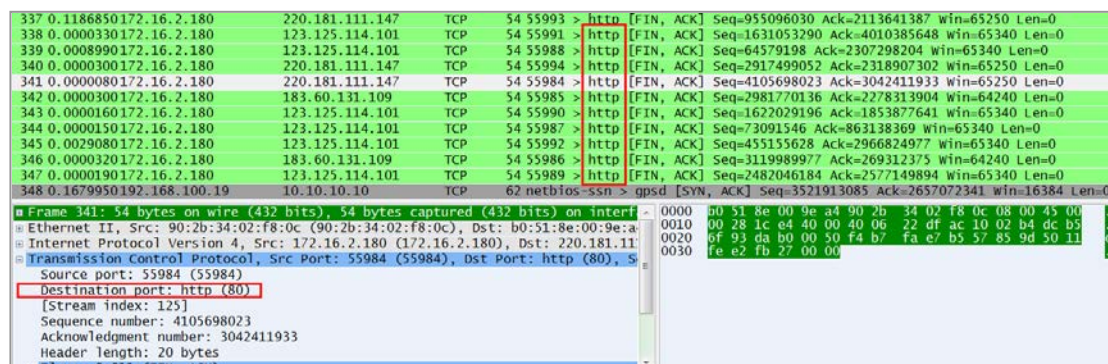 337 0.1186850172.16.2.180 220.181.111.147 TCP 54 55993 > http [FIN, ACK] Seq=955096030 Ack=2113641387 Win=65250 Len=0
338 0.0000330172.16.2.180 123.125.114.101 TCP 54 55991 > http [FIN, ACK] Seq=1631053290 Ack=4010385648 Win=65340 Len=0
339 0.0008990172.16.2.180 123.125.114.101 TCP 54 55988 > http [FIN, ACK] Seq=64579198 Ack=2307298204 Win=65340 Len=0
340 0.0000300172.16.2.180 220.181.111.147 TCP 54 55994 > http [FIN, ACK] Seq=2917499052 Ack=2318907302 Win=65250 Len=0
341 0.0000080172.16.2.180 220.181.111.147 TCP 54 55984 > http [FIN, ACK] Seq=4105698023 Ack=3042411933 Win=65250 Len=0
342 0.0000300172.16.2.180 183.60.131.109 TCP 54 55985 > http [FIN, ACK] Seq=2981770136 Ack=2278313904 Win=64240 Len=0
343 0.0000160172.16.2.180 123.125.114.101 TCP 54 55990 > http [FIN, ACK] Seq=1622029196 Ack=1853877641 Win=65340 Len=0
344 0.0000150172.16.2.180 123.125.114.101 TCP 54 55987 > http [FIN, ACK] Seq=73091546 Ack=863138369 Win=65340 Len=0
345 0.0029080172.16.2.180 123.125.114.101 TCP 54 55992 > http [FIN, ACK] Seq=455155628 Ack=2966824977 Win=65340 Len=0
346 0.0000320172.16.2.180 183.60.131.109 TCP 54 55986 > http [FIN, ACK] Seq=3119989977 Ack=269312375 Win=64240 Len=0
347 0.0000190172.16.2.180 123.125.114.101 TCP 54 55989 > http [FIN, ACK] Seq=2482046184 Ack=2577149894 Win=65340 Len=0
348 0.1679950192.168.100.19 10.10.10.10 TCP 62 netbios-ssn > gpsd [SYN, ACK] Seq=3521913085 Ack=2657072341 Win=16384 Len=0
Frame 341: 54 bytes on wire (432 bits), 54 bytes captured (432 bits) on interf
Ethernet II, Src: 90:2b:34:02:f8:0c (90:2b:34:02:f8:0c), Dst: b0:51:8e:00:9e:a
Internet Protocol Version 4, Src: 172.16.2.180 (172.16.2.180), Dst: 220.181.11
Transmission Control Protocol, Src Port: 55984 (55984), Dst Port: http (80), S
Source port: 55984 (55984)
Destination port: http (80)
[Stream index: 125]
Sequence number: 4105698023
Acknowledgment number: 3042411933
Header length: 20 bytes
0000 b0 51 8e 00 9e a4 90 2b 34 02 f8 0c 08 00 45 00
0010 00 28 1c e4 40 00 40 06 22 df ac 10 02 b4 dc b5
0020 6f 93 da b0 00 50 f4 b7 fa e7 b5 57 85 9d 50 11
0030 fe e2 fb 27 00 00